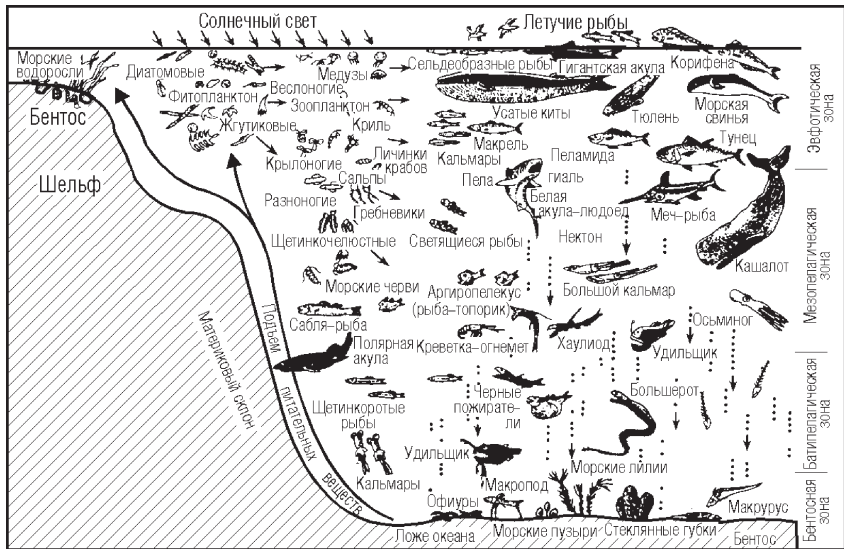 Солнечный свет
Летучие рыбы
Морские
водоросли
Диатомовые
Медузы
Сельдеобразные рыбы
Гигантская акула
Корифена
Бентос
Фитопланктон
Веслоногие
Зоопланктон
Усатые киты
Тюлень
Морская
свинья
Жгутиковые
Криль
Макрель
Кальмары
Пеламида
Тунец
Эвфотическая
зона
Шельф
Крылоногие
Личинки
крабов
Сальпы
Пела
гиаль
Разноногие
Гребневики
Белая
акула-людоед
Меч-рыба
Щетинкочелюстные
Светящиеся рыбы
Нектон
Кашалот
Мезопелагическая
зона
Морские черви
Аргиропелекус
(рыба-топорик)
Большой кальмар
Сабля-рыба
Осьминог
Полярная
акула
Креветка-огнемет
Хаулиод
Удильщик
Материковый склон
Подъем
питательных
веществ
Щетинкоротые
рыбы
Черные
пожирате-
ли
Большерот
Батипелагическая
зона
Кальмары
Удильщик
Морские лилии
Макропод
Офиуры
Морские пузыри
Стеклянные губки
Макрурус
Бентосная
зона
Ложе океана
Бентос